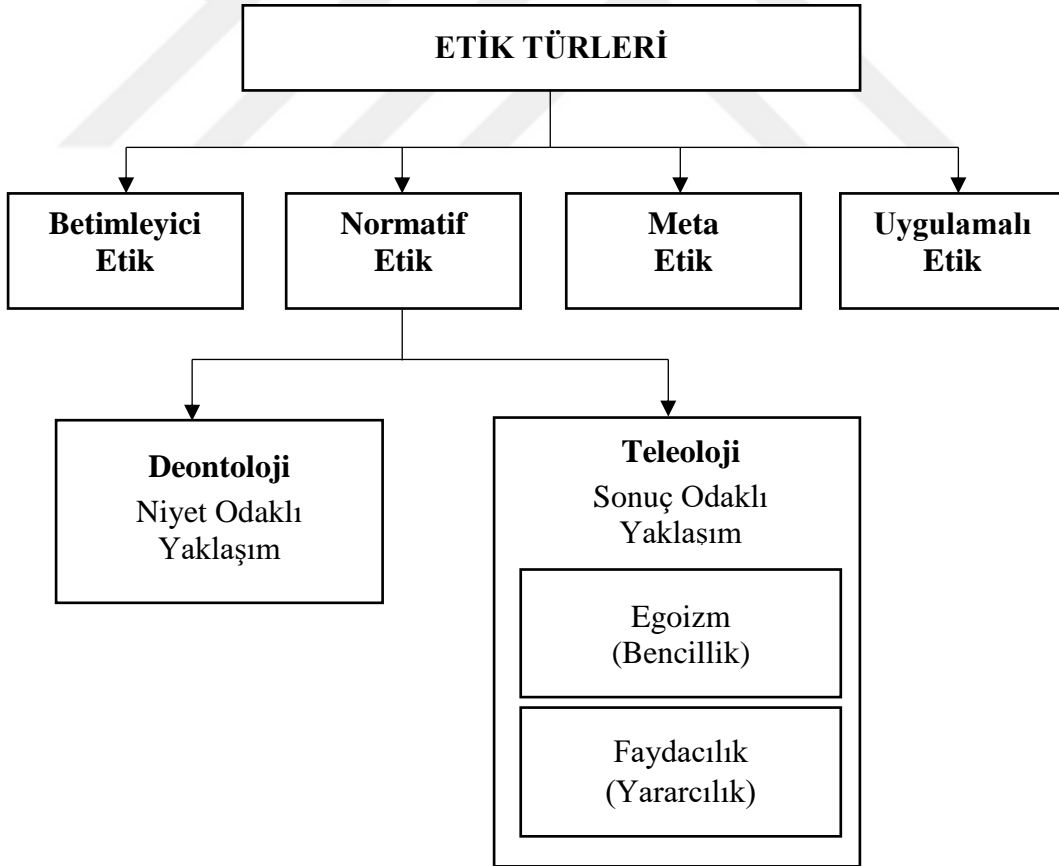 ETİK TÜRLERİ
Betimleyici
Etik
Normatif
Etik
Meta
Etik
Uygulamalı
Etik
Deontoloji
Niyet Odaklı
Yaklaşım
Teleoloji
Sonuç Odaklı
Yaklaşım
Egoizm
(Bencillik)
Faydacılık
(Yararcılık)